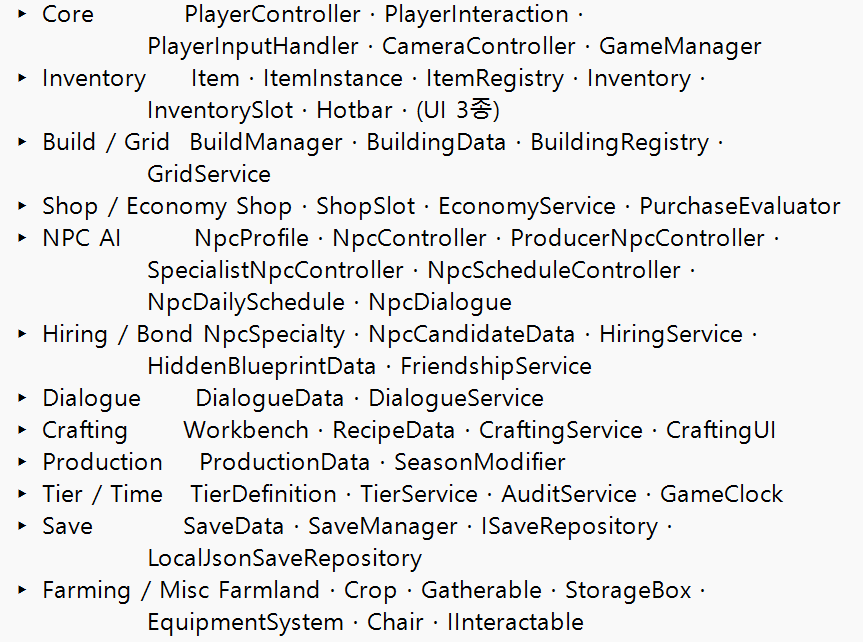 ‣ Core PlayerController · PlayerInteraction ·
PlayerInputHandler · CameraController · GameManager
‣ Inventory Item · ItemInstance · ItemRegistry · Inventory ·
InventorySlot · Hotbar · (UI 3종)
‣ Build / Grid BuildManager · BuildingData · BuildingRegistry ·
GridService
‣ Shop / Economy Shop · ShopSlot · EconomyService · PurchaseEvaluator
‣ NPC AI NpcProfile · NpcController · ProducerNpcController ·
SpecialistNpcController · NpcScheduleController ·
NpcDailySchedule · NpcDialogue
‣ Hiring / Bond NpcSpecialty · NpcCandidateData · HiringService ·
HiddenBlueprintData · FriendshipService
‣ Dialogue DialogueData · DialogueService
‣ Crafting Workbench · RecipeData · CraftingService · CraftingUI
‣ Production ProductionData · SeasonModifier
‣ Tier / Time TierDefinition · TierService · AuditService · GameClock
‣ Save SaveData · SaveManager · ISaveRepository ·
LocalJsonSaveRepository
‣ Farming / Misc Farmland · Crop · Gatherable · StorageBox ·
EquipmentSystem · Chair · IInteractable